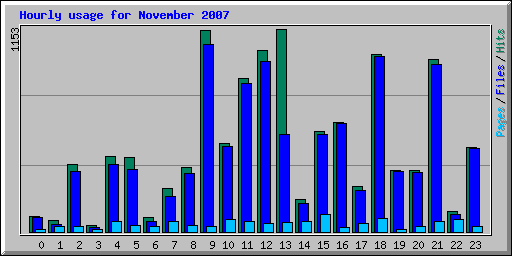 Hourly usage for November 2007
1153
Pages / Files / Hits
0 1 2 3 4 5 6 7 8 9 10 11 12 13 14 15 16 17 18 19 20 21 22 23